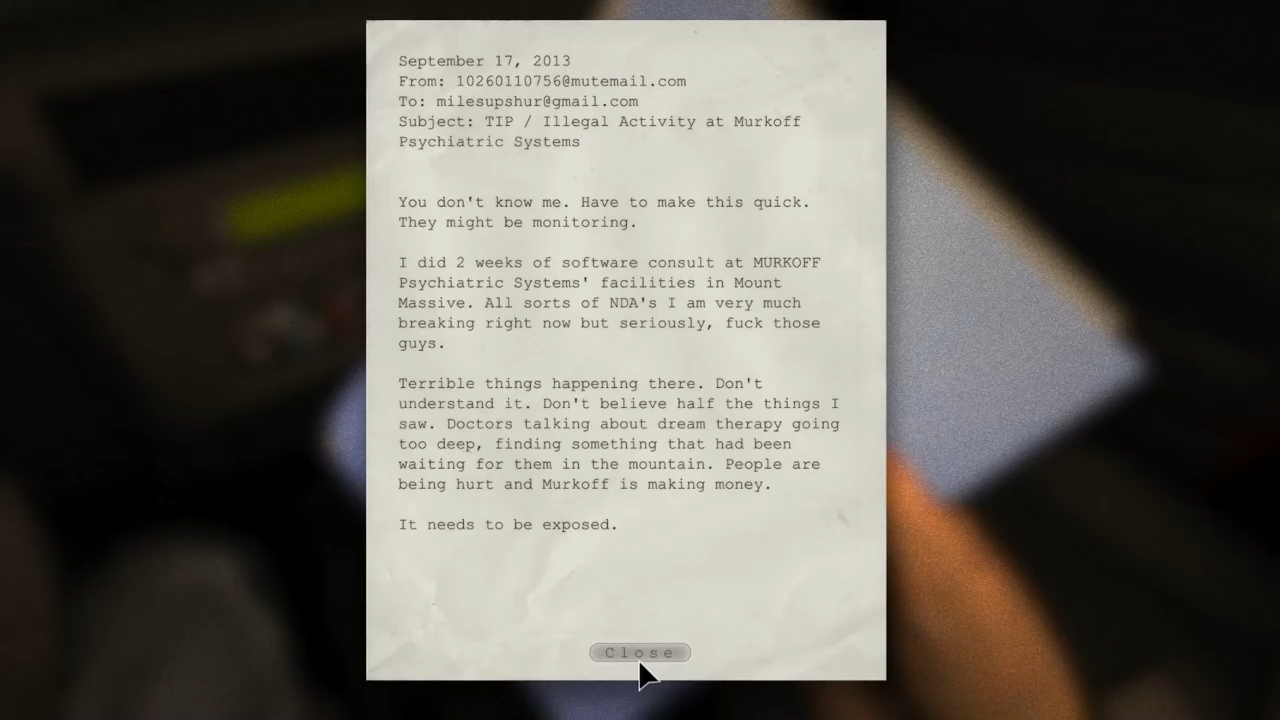 September 17, 2013
From: 10260110756@mutemail.com
To: milesupshur@gmail.com
Subject: TIP / Illegal Activity at Murkoff
Psychiatric Systems
You don't know me. Have to make this quick.
They might be monitoring.
I did 2 weeks of software consult at MURKOFF
Psychiatric Systems' facilities in Mount
Massive. All sorts of NDA's I am very much
breaking right now but seriously, fuck those
guys.
Terrible things happening there. Don't
understand it. Don't believe half the things I
saw. Doctors talking about dream therapy going
too deep, finding something that had been
waiting for them in the mountain. People are
being hurt and Murkoff is making money.
It needs to be exposed.
Close